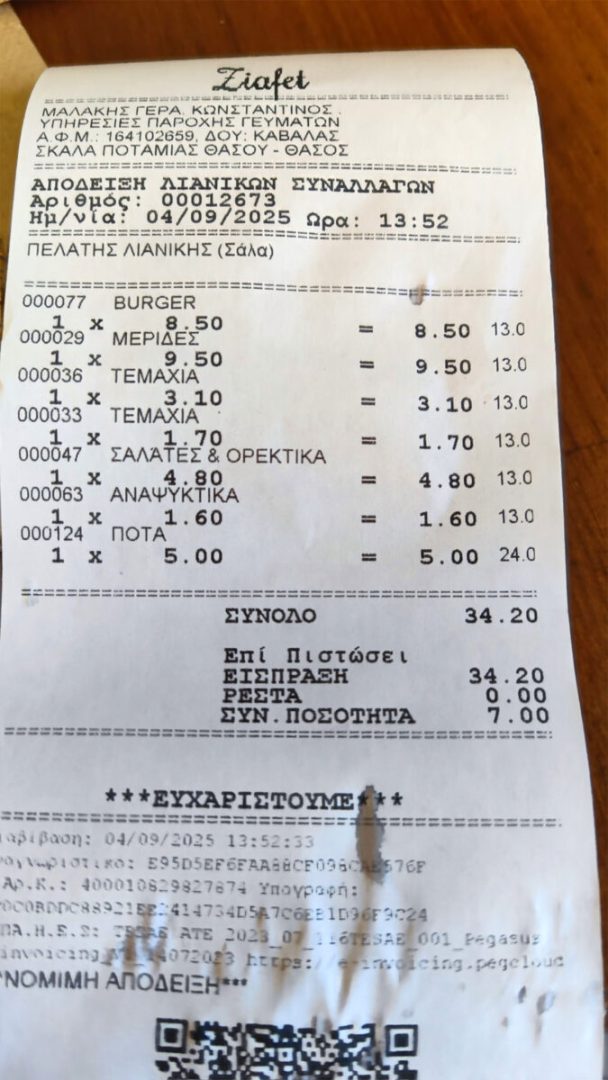 Ziafet
ΜΑΛΑΚΗΣ ΓΕΡΑ. ΚΩΝΣΤΑΝΤΙΝΟΣ .
ΥΠΗΡΕΣΙΕΣ ΠΑΡΟΧΗΣ ΓΕΥΜΑΤΩΝ
Α.Φ.Μ.: 164102659, ΔΟΥ: ΚΑΒΑΛΑΣ
ΣΚΑΛΑ ΠΟΤΑΜΙΑΣ ΘΑΣΟΥ - ΘΑΣΟΣ
ΑΠΟΔΕΙΞΗ ΛΙΑΝΙΚΩΝ ΣΥΝΑΛΛΑΓΩΝ
Αριθμός: 00012673
Ημ/νία: 04/09/2025 Ωρα: 13:52
ΠΕΛΑΤΗΣ ΛΙΑΝΙΚΗΣ (Σάλα)
000077 BURGER
1 x 8.50 = 8.50 13.0
000029 ΜΕΡΙΔΕΣ
1 x 9.50 = 9.50 13.0
000036 ΤΕΜΑΧΙΑ
1 x 3.10 = 3.10 13.0
000033 ΤΕΜΑΧΙΑ
1 x 1.70 = 1.70 13.0
000047 ΣΑΛΑΤΕΣ & ΟΡΕΚΤΙΚΑ
1 x 4.80 = 4.80 13.0
000063 ΑΝΑΨΥΚΤΙΚΑ
1 x 1.60 = 1.60 13.0
000124 ΠΟΤΑ
1 x 5.00 = 5.00 24.0
ΣΥΝΟΛΟ 34.20
Επί Πιστώσει
ΕΙΣΠΡΑΞΗ 34.20
ΡΕΣΤΑ 0.00
ΣΥΝ.ΠΟΣΟΤΗΤΑ 7.00
***ΕΥΧΑΡΙΣΤΟΥΜΕ***
04/09/2025 13:52:33
Αρ.Κ.: 400010829827874 Υπογραφή:
ΠΑ.Η.Ε.Σ:
*ΝΟΜΙΜΗ ΑΠΟΔΕΙΞΗ***